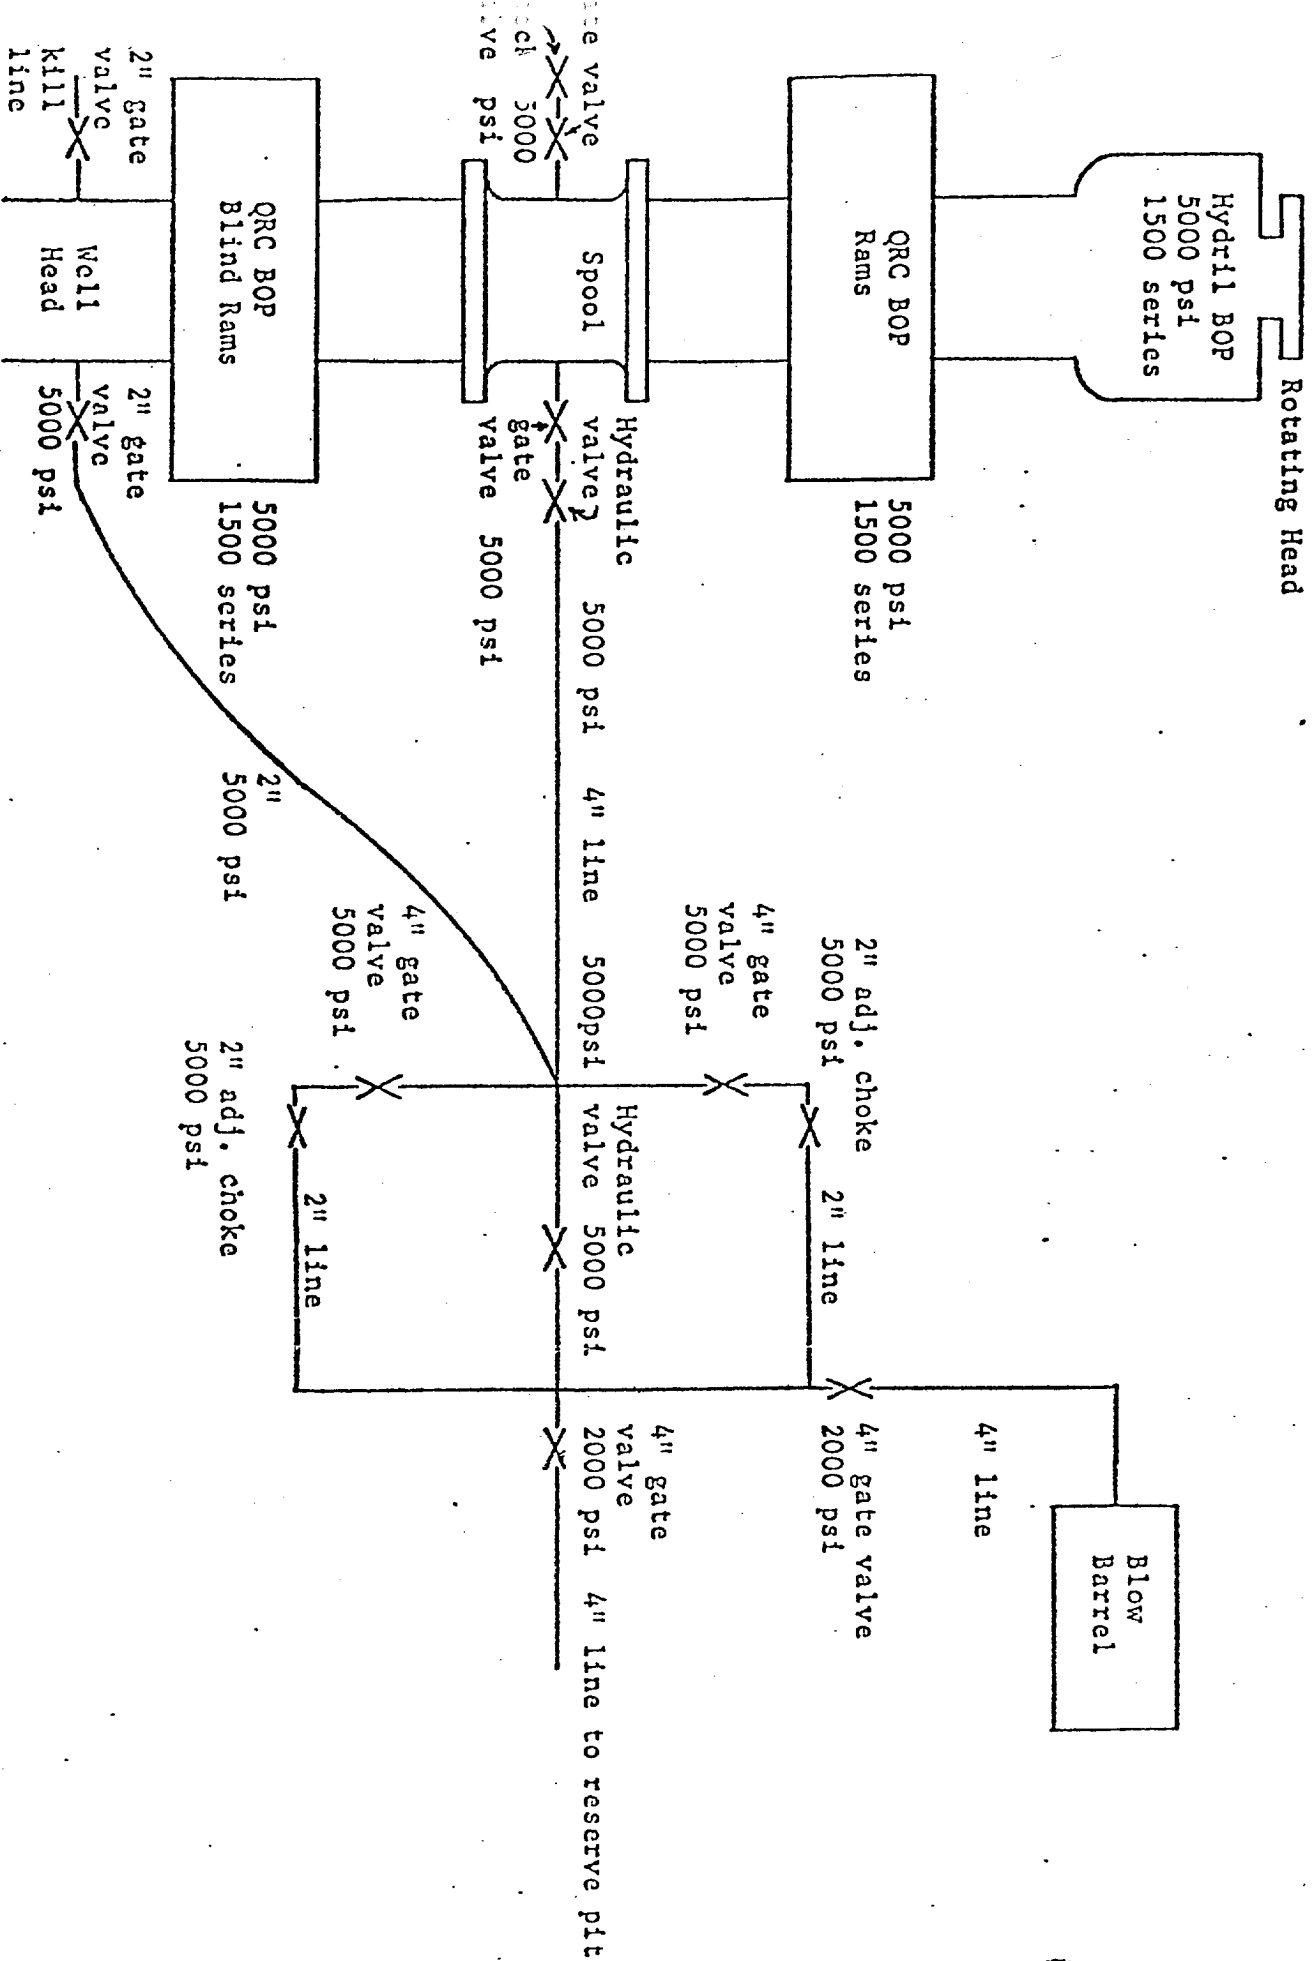 Rotating Head
Hydril BOP
5000 psi
1500 series
QRC BOP
Rams
5000 psi
1500 series
valve
5000
psi
Spool
Hydraulic
valve
gate
valve 5000 psi
5000 psi 4" line 5000psi
QRC BOP
Blind Rams
5000 psi
1500 series
2" gate
valve
kill
line
Well
Head
2" gate
valve
5000 psi
2"
5000 psi
4" gate
valve
5000 psi
2" adj. choke
5000 psi
2" line
4" gate
valve
5000 psi
2" adj. choke
5000 psi
2" line
Hydraulic
valve 5000 psi
4" gate
valve
2000 psi 4" line to reserve pit
4" gate valve
2000 psi
4" line
Blow
Barrel